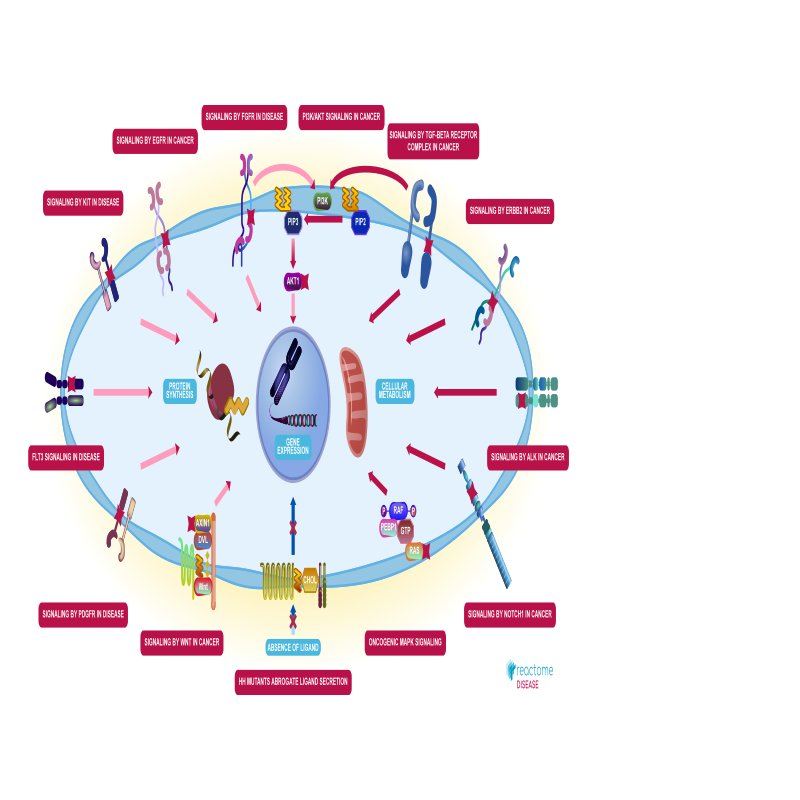 SIGNALING BY FGFR IN DISEASE
PI3K/AKT SIGNALING IN CANCER
SIGNALING BY EGFR IN CANCER
SIGNALING BY TGF-BETA RECEPTOR
COMPLEX IN CANCER
SIGNALING BY KIT IN DISEASE
SIGNALING BY ERBB2 IN CANCER
PI3K
PIP3
PIP2
AKT1
PROTEIN
SYNTHESIS
CELLULAR
METABOLISM
GENE
EXPRESSION
FLT3 SIGNALING IN DISEASE
SIGNALING BY ALK IN CANCER
P
RAF
P
PEBP1
GTP
RAS
AXIN1
DVL
Wnt
CHOL
SIGNALING BY PDGFR IN DISEASE
SIGNALING BY NOTCH1 IN CANCER
SIGNALING BY WNT IN CANCER
ABSENCE OF LIGAND
ONCOGENIC MAPK SIGNALING
HH MUTANTS ABROGATE LIGAND SECRETION
reactome
DISEASE